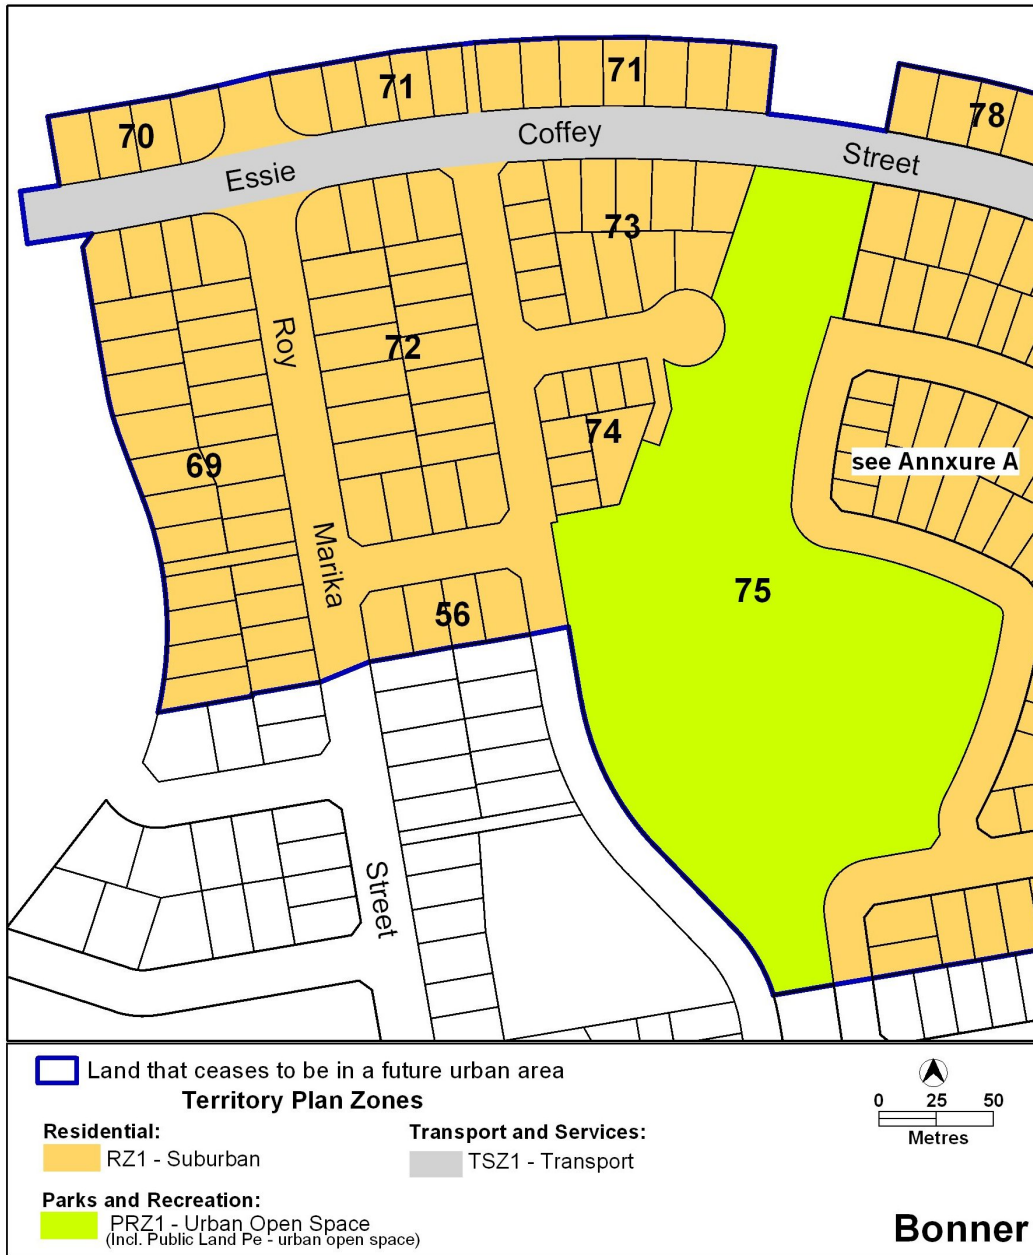 71
71
70
78
Essie
Coffey
Street
73
Roy
72
74
69
see Annxure A
Marika
75
56
Street
Land that ceases to be in a future urban area
Territory Plan Zones
0 25 50
Metres
Residential:
RZ1 - Suburban
Transport and Services:
TSZ1 - Transport
Parks and Recreation:
PRZ1 - Urban Open Space
(Incl. Public Land Pe - urban open space)
Bonner